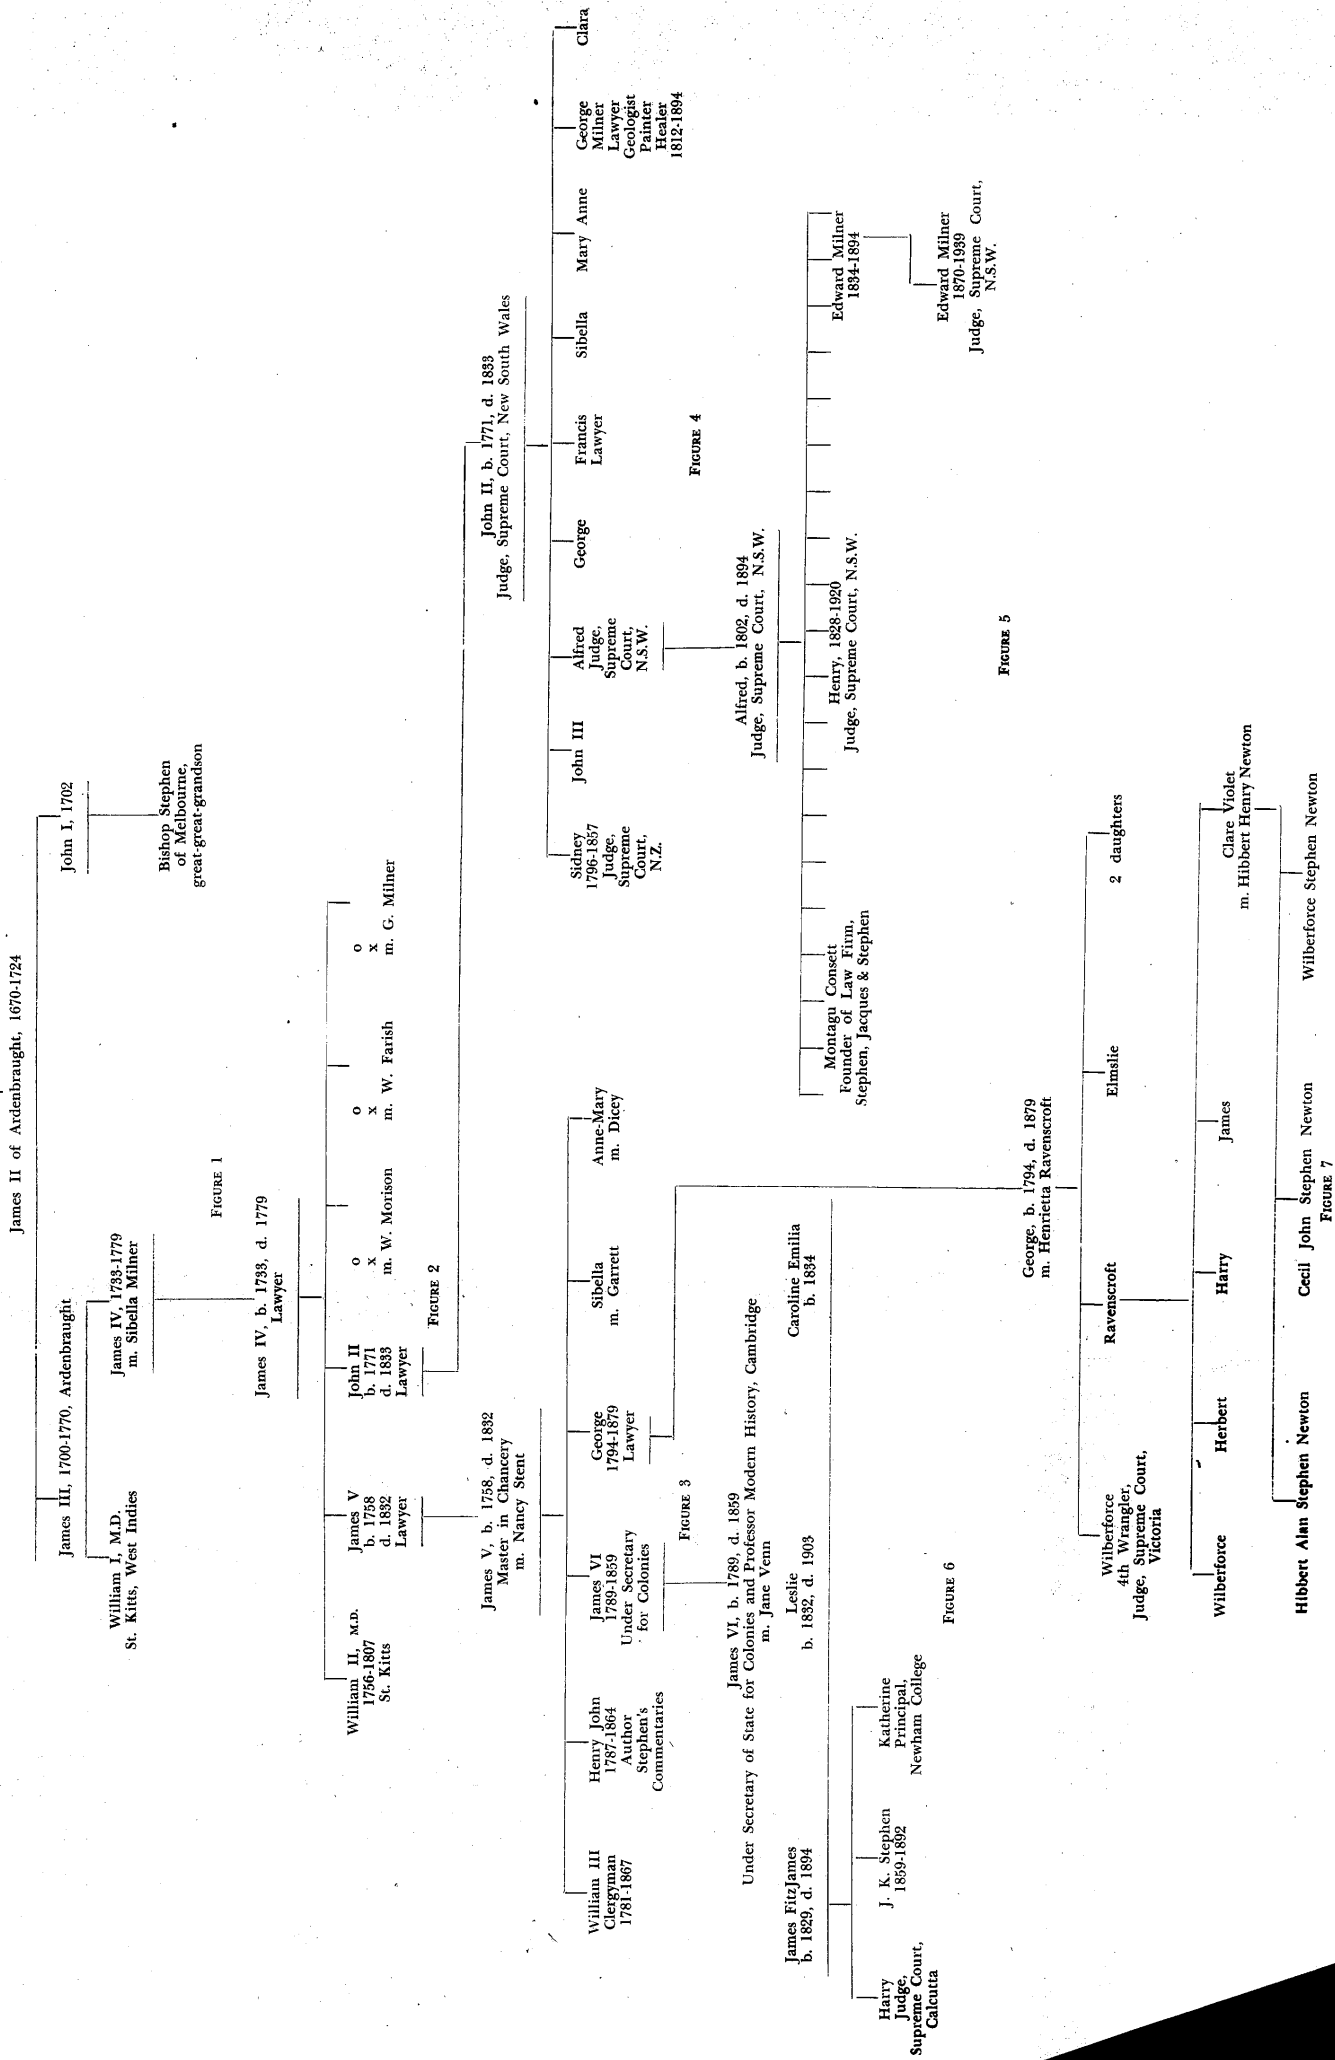 James II of Ardenbraught, 1670-1724
James III, 1700-1770, Ardenbraught
John I, 1702
William I, M.D.
St. Kitts, West Indies
James IV, 1733-1779
m. Sibella Milner
Bishop Stephen
of Melbourne,
great-great-grandson
FIGURE 1
James IV, b. 1733, d. 1779
Lawyer
William II, M.D.
1756-1807
St. Kitts
James V
b. 1758
d. 1832
Lawyer
John II
b. 1771
d. 1833
Lawyer
o
x
m. W. Morison
o
x
m. W. Farish
o
x
m. G. Milner
FIGURE 2
James V, b. 1758, d. 1832
Master in Chancery
m. Nancy Stent
William III
Clergyman
1781-1867
Henry John
1787-1864
Author
Stephen's
Commentaries
James VI
1789-1859
Under Secretary
for Colonies
George
1794-1879
Lawyer
Sibella
m. Garrett
Anne-Mary
m. Dicey
FIGURE 3
John II, b. 1771, d. 1833
Judge, Supreme Court, New South Wales
Sidney
1796-1857
Judge,
Supreme
Court,
N.Z.
John III
Alfred
Judge,
Supreme
Court,
N.S.W.
George
Francis
Lawyer
Sibella
Mary Anne
George
Milner
Lawyer
Geologist
Painter
Healer
1812-1894
Clara
FIGURE 4
Alfred, b. 1802, d. 1894
Judge, Supreme Court, N.S.W.
Montagu Consett
Founder of Law Firm,
Stephen, Jacques & Stephen
Henry, 1828-1920
Judge, Supreme Court, N.S.W.
Edward Milner
1834-1894
Edward Milner
1870-1939
Judge, Supreme Court,
N.S.W.
FIGURE 5
James VI, b. 1789, d. 1859
Under Secretary of State for Colonies and Professor Modern History, Cambridge
m. Jane Venn
James FitzJames
b. 1829, d. 1894
Leslie
b. 1832, d. 1903
Caroline Emilia
b. 1834
Harry
Judge,
Supreme Court,
Calcutta
J. K. Stephen
1859-1892
Katherine
Principal,
Newham College
FIGURE 6
George, b. 1794, d. 1879
m. Henrietta Ravenscroft
Wilberforce
4th Wrangler,
Judge, Supreme Court,
Victoria
Ravenscroft
Elmslie
2 daughters
Wilberforce
Herbert
Harry
James
Clare Violet
m. Hibbert Henry Newton
Hibbert Alan Stephen Newton
Cecil John Stephen Newton
Wilberforce Stephen Newton
FIGURE 7